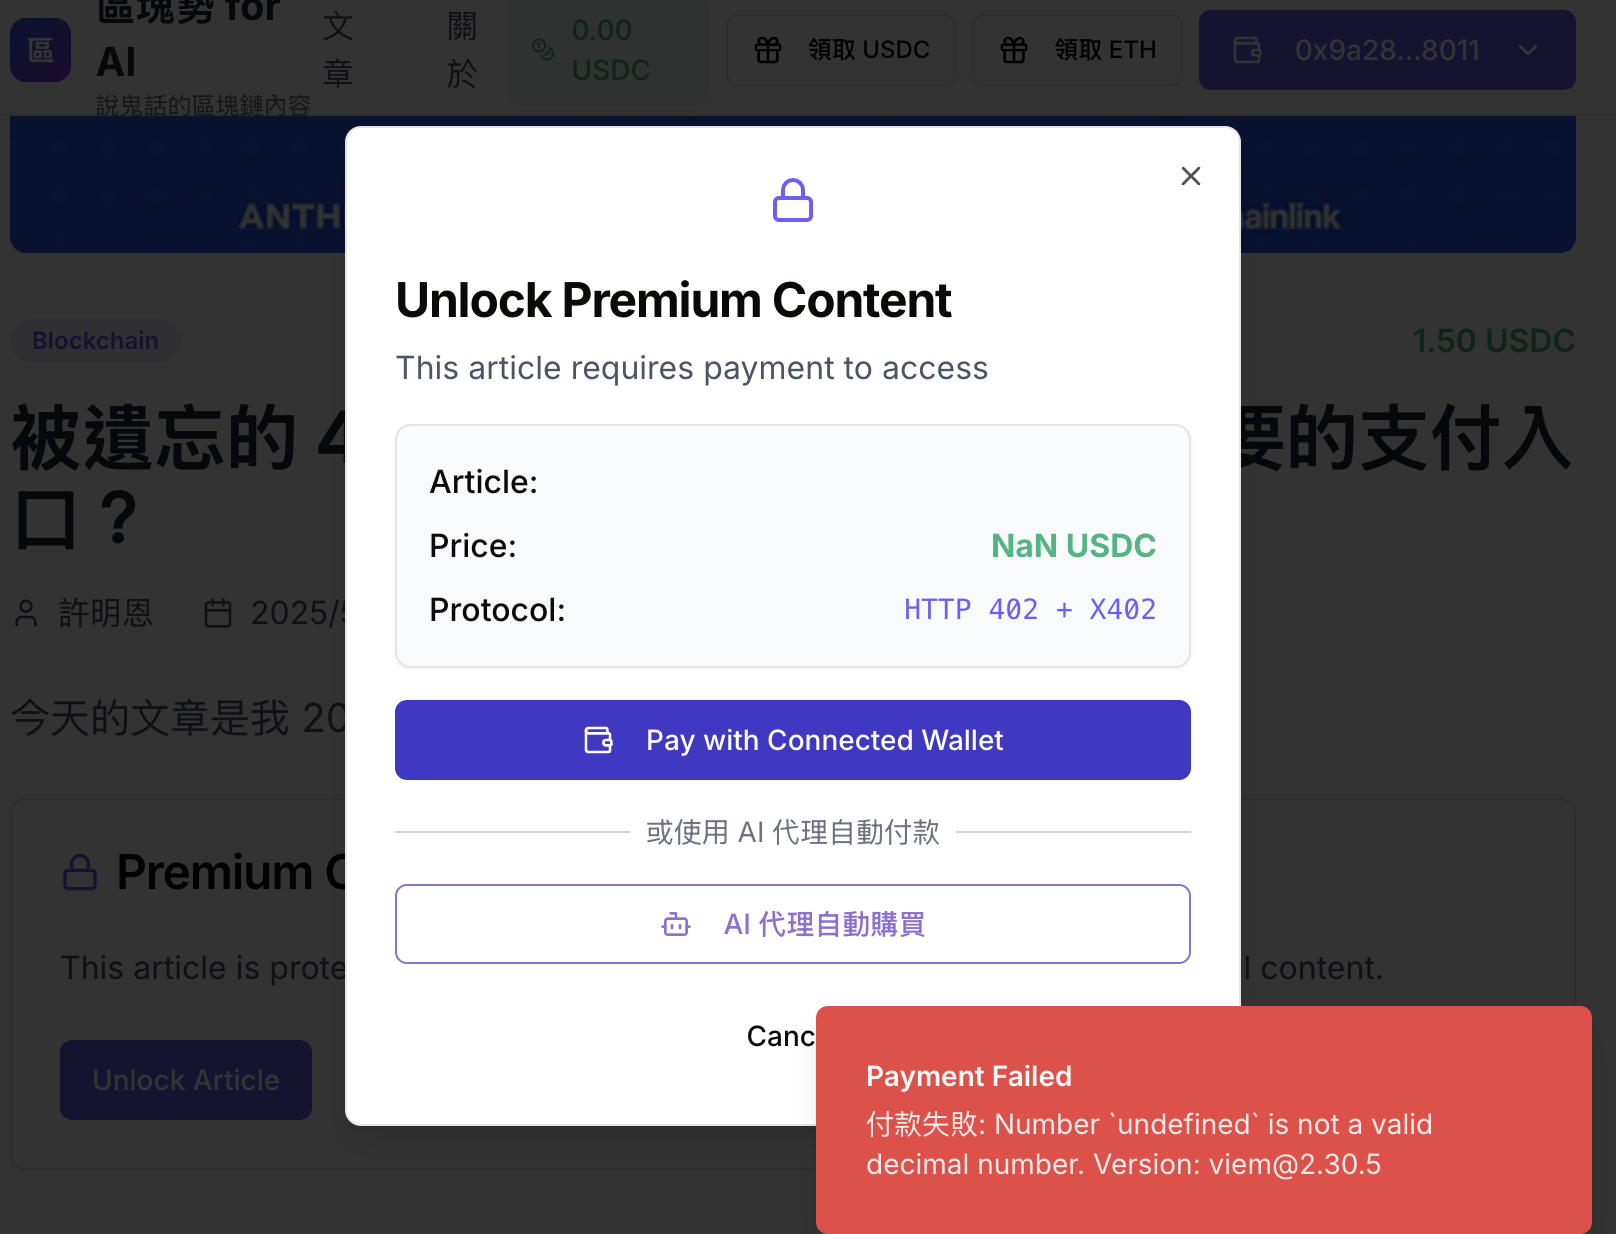 區塊勢 for
AI
說鬼話的區塊鏈內容
文
章
關
於
0.00
USDC
領取 USDC
領取 ETH
0x9a28...8011
區
ANTH
ainlink
Blockchain
1.50 USDC
被遺忘的 4
要的支付入
口？
許明恩
2025/5
今天的文章是我 20
Premium C
This article is prote
l content.
Unlock Article
Unlock Premium Content
This article requires payment to access
Article:
Price:
NaN USDC
Protocol:
HTTP 402 + X402
Pay with Connected Wallet
或使用 AI 代理自動付款
AI 代理自動購買
Canc
Payment Failed
付款失敗: Number `undefined` is not a valid
decimal number. Version: viem@2.30.5